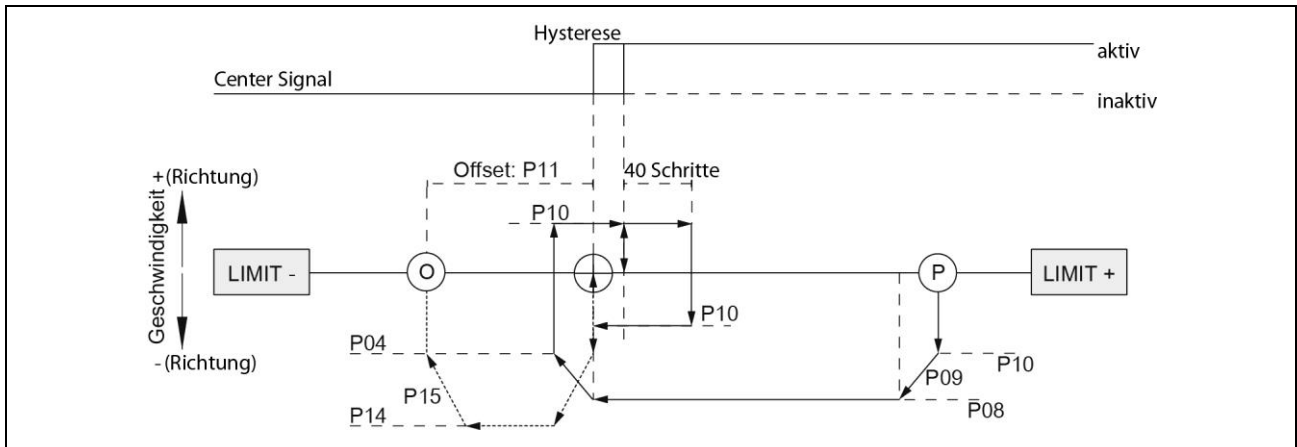 Hysterese
aktiv
Center Signal
inaktiv
Offset: P11
40 Schritte
+(Richtung)
P10
Geschwindigkeit
LIMIT -
O
P
LIMIT +
P10
P04
-(Richtung)
P10
P09
P15
P08
P14